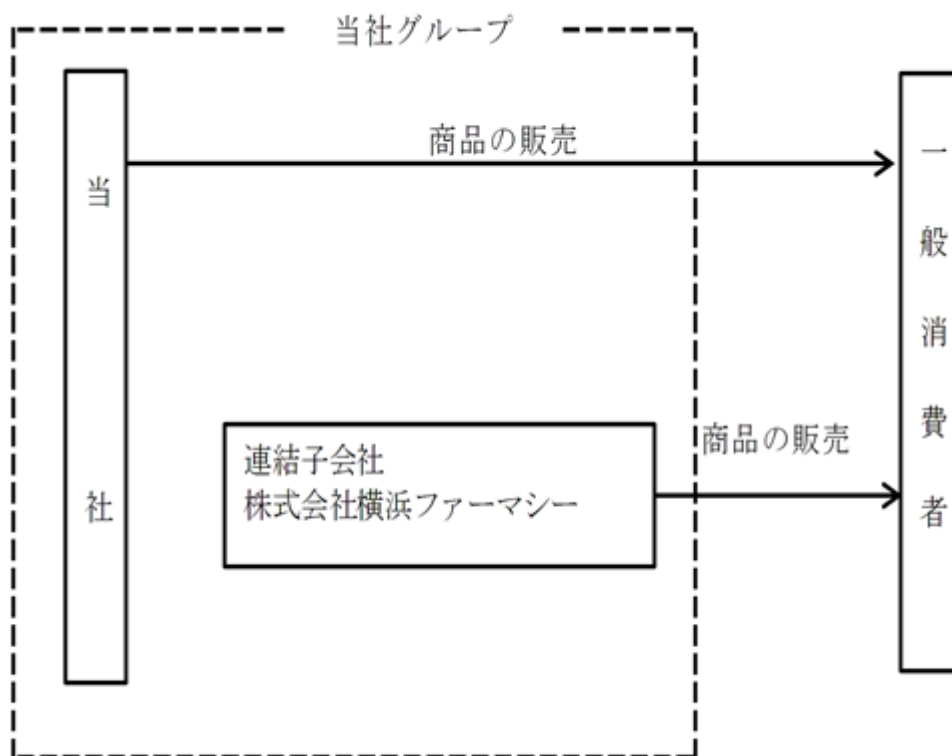 当社グループ
商品の販売
当社
一般消費者
商品の販売
連結子会社
株式会社横浜ファーマシー